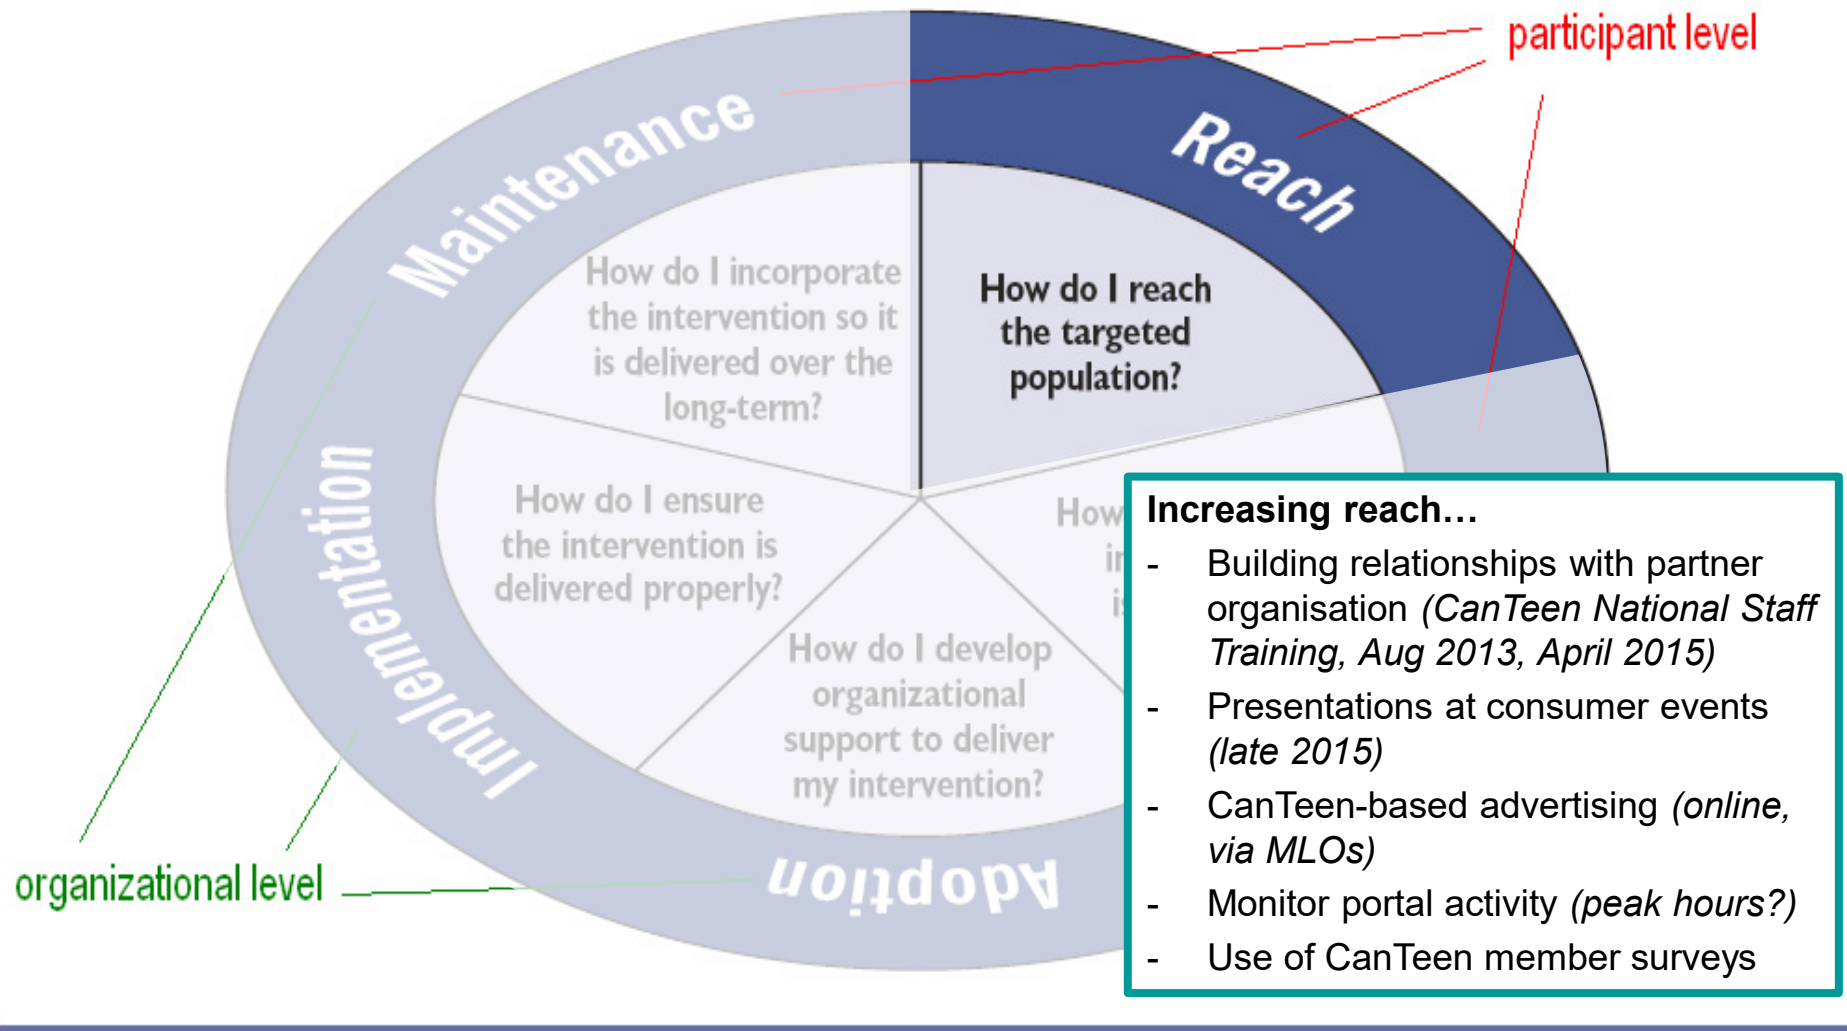 participant level
Maintenance
Reach
How do I incorporate
the intervention so it
is delivered over the
long-term?
How do I reach
the targeted
population?
Implementation
How do I ensure
the intervention is
delivered properly?
How
i
How do I develop
organizational
support to deliver
my intervention?
Adoption
organizational level
Increasing reach…
- Building relationships with partner
organisation (CanTeen National Staff
Training, Aug 2013, April 2015)
- Presentations at consumer events
(late 2015)
- CanTeen-based advertising (online,
via MLOs)
- Monitor portal activity (peak hours?)
- Use of CanTeen member surveys